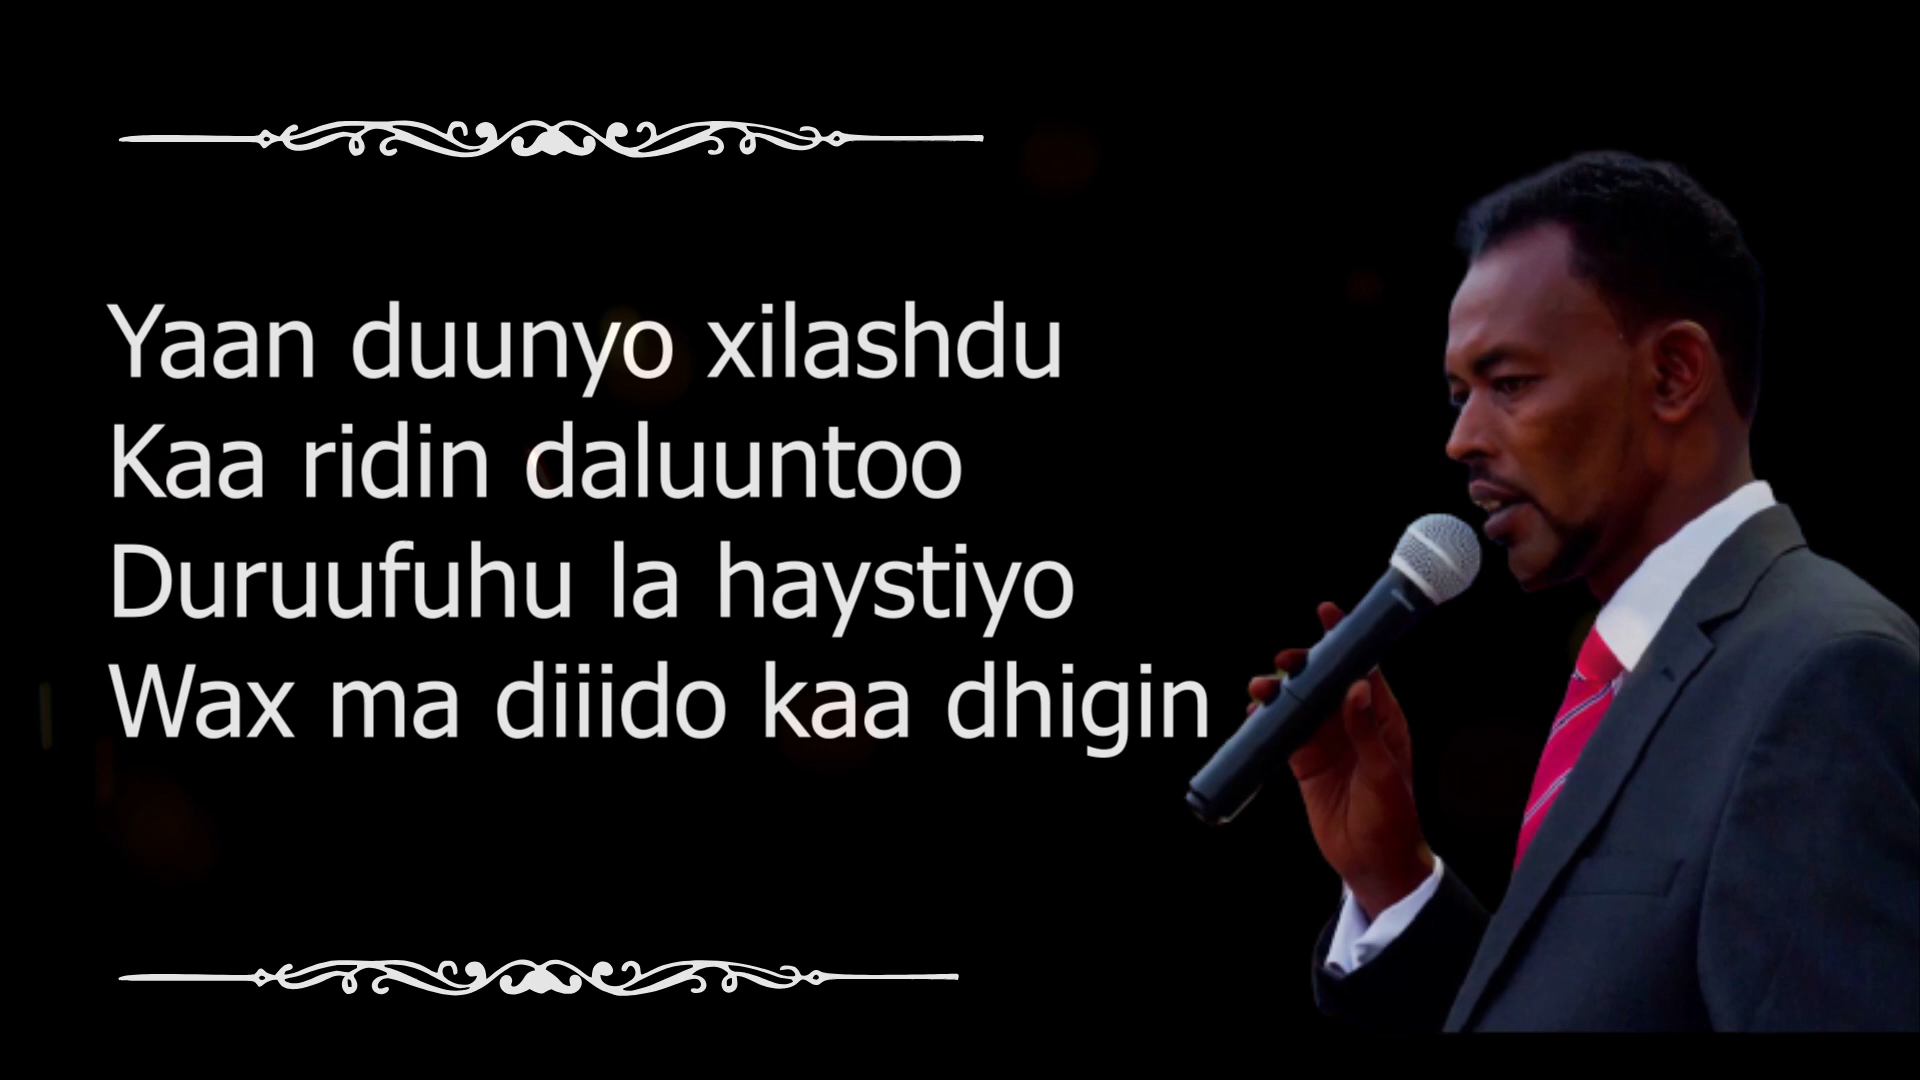 Yaan duunyo xilashdu
Kaa ridin daluuntoo
Duruufuhu la haystiyo
Wax ma diiido kaa dhigin